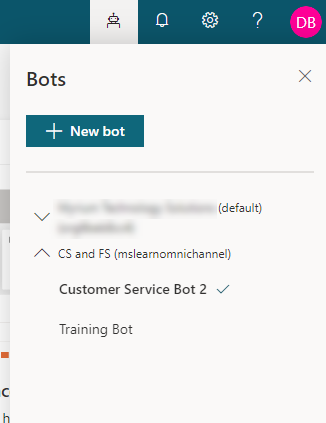 DB
Bots
New bot
(default)
CS and FS (mslearnomnichannel)
Customer Service Bot 2
Training Bot